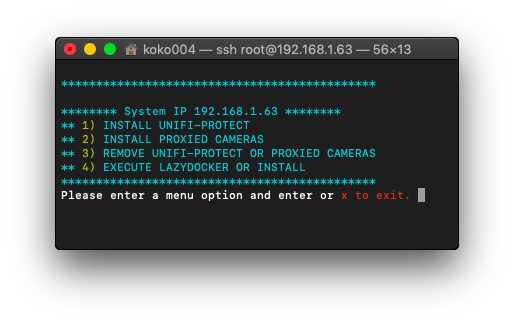 koko004 — ssh root@192.168.1.63 — 56×13
*********************************************
******** System IP 192.168.1.63 ********
** 1) INSTALL UNIFI-PROTECT
** 2) INSTALL PROXIED CAMERAS
** 3) REMOVE UNIFI-PROTECT OR PROXIED CAMERAS
** 4) EXECUTE LAZYDOCKER OR INSTALL
*********************************************
Please enter a menu option and enter or x to exit.